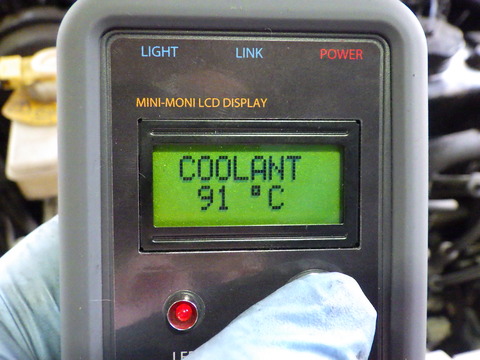 LIGHT LINK POWER
MINI-MONI LCD DISPLAY
COOLANT
91 °C